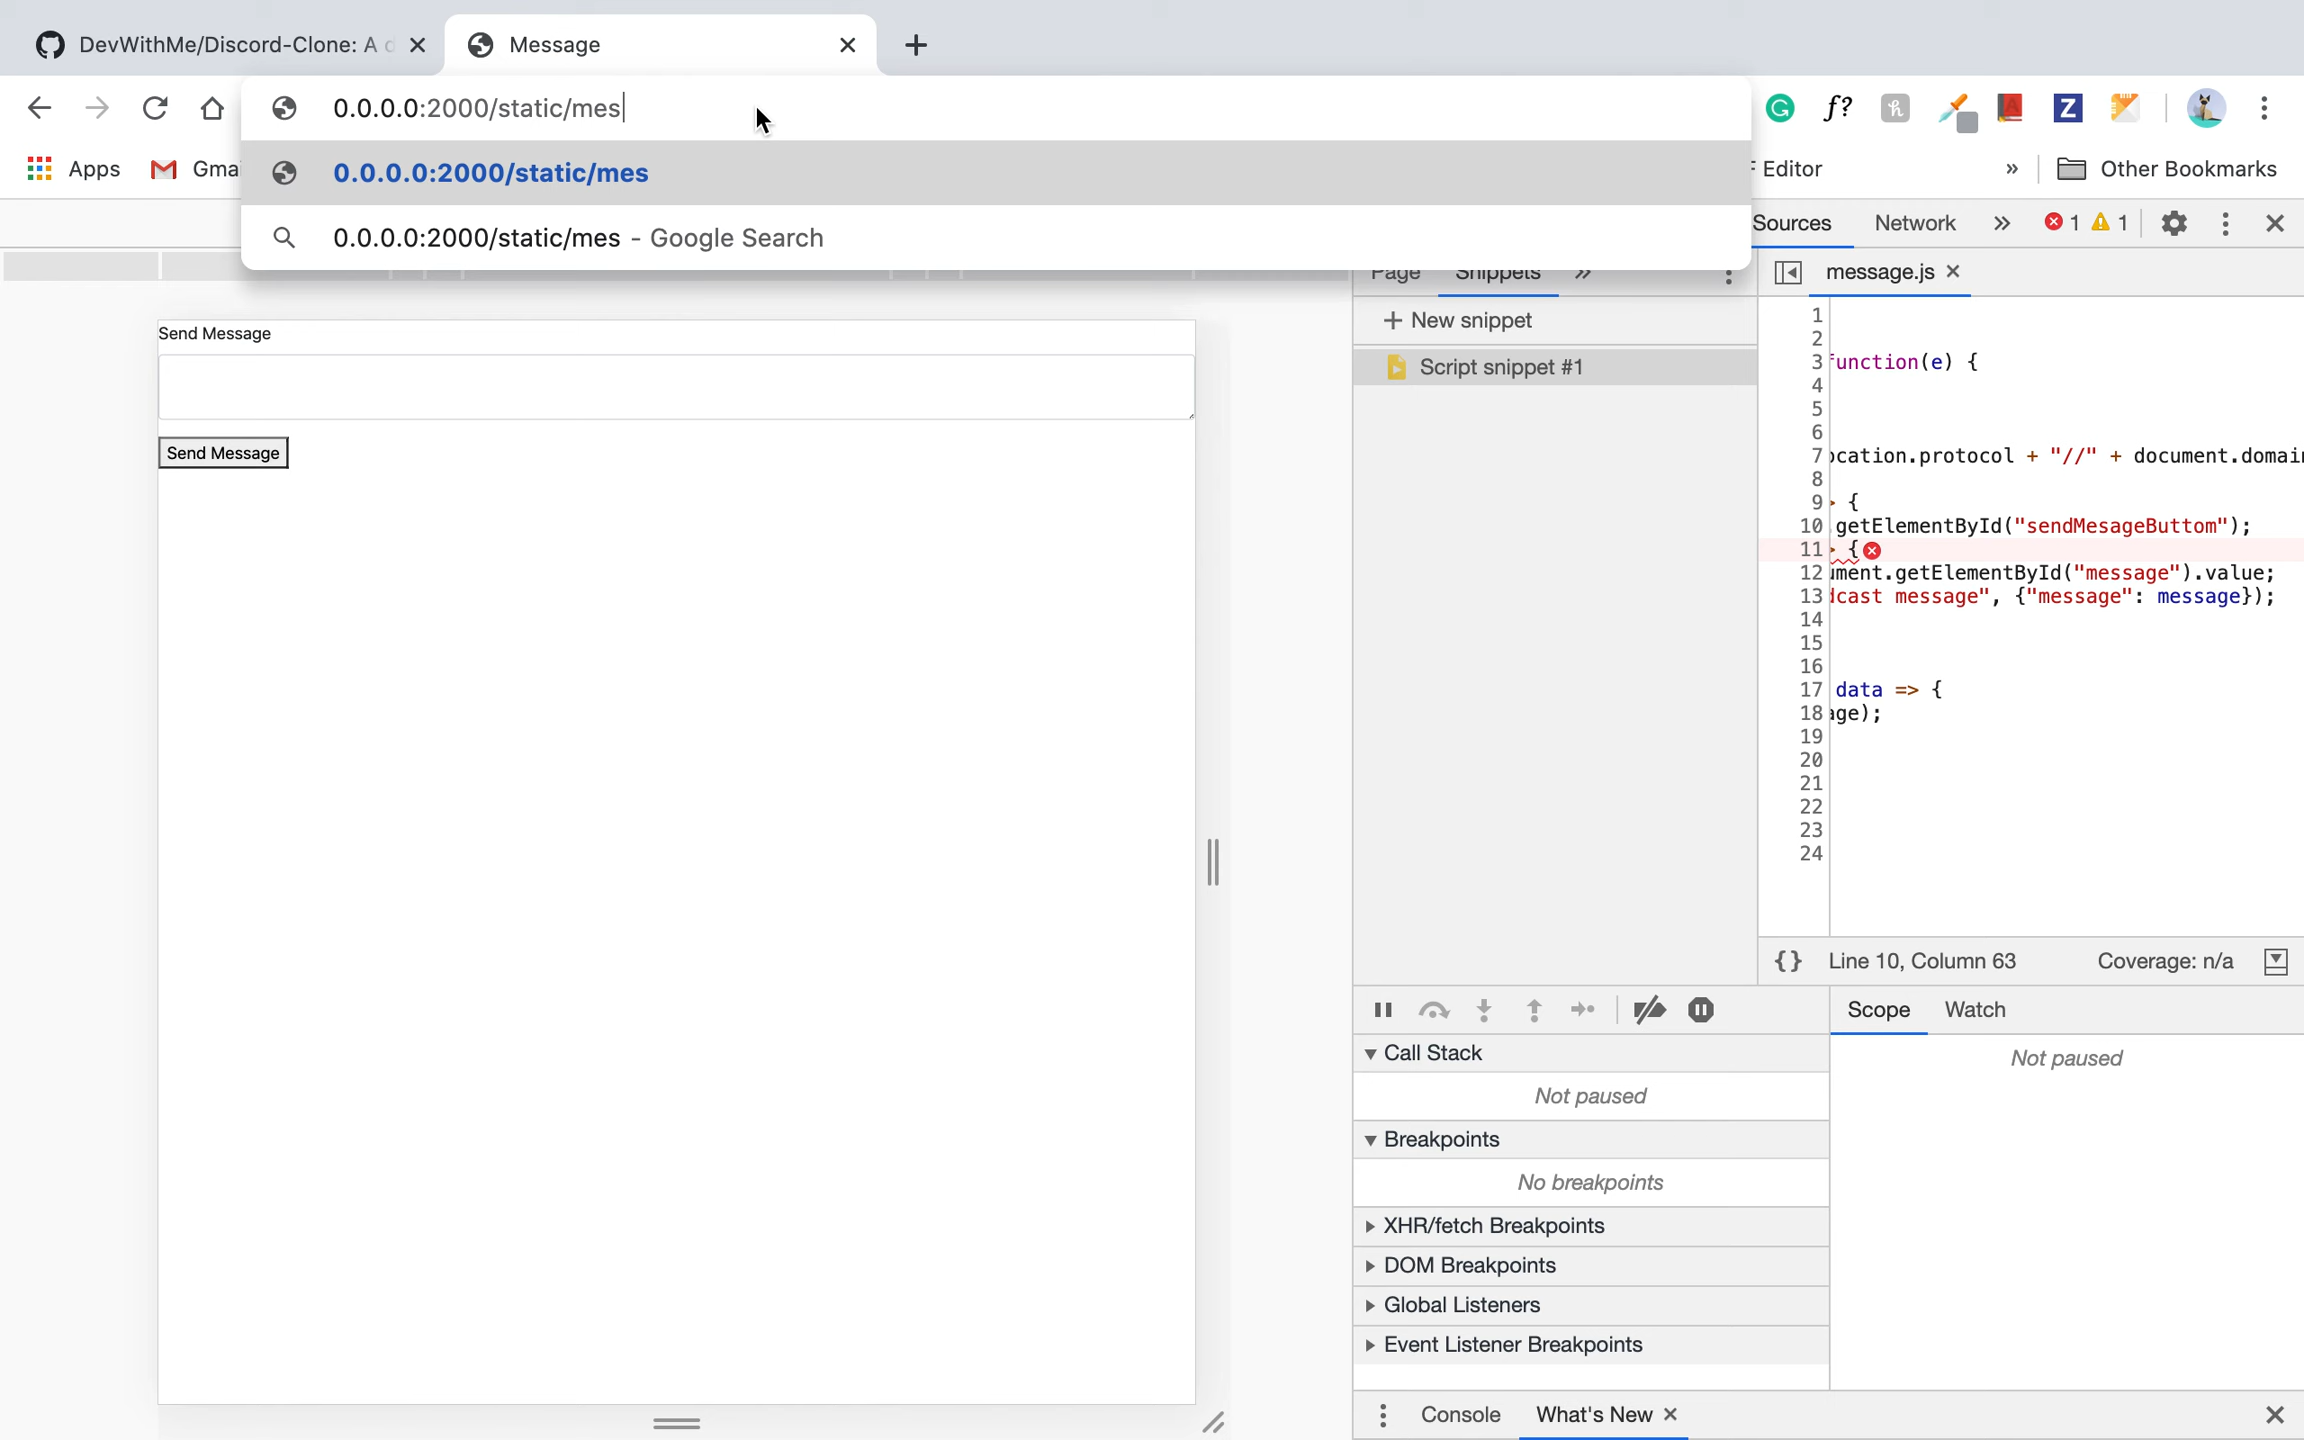 DevWithMe/Discord-Clone: A d
Message
0.0.0.0:2000/static/mes
f?
h
A
Z
Apps
Gmai
0.0.0.0:2000/static/mes
Editor
»
Other Bookmarks
0.0.0.0:2000/static/mes - Google Search
Sources
Network
»
1
1
Page
Snippets
»
message.js
+ New snippet
Script snippet #1
Send Message
Send Message
1
2
3 unction(e) {
4
5
6
7 cation.protocol + "//" + document.domain
8
9 > {
10 .getElementById("sendMesageButtom");
11 > {
12 ument.getElementById("message").value;
13 dcast message", {"message": message});
14
15
16
17 data => {
18 age);
19
20
21
22
23
24
{} Line 10, Column 63
Coverage: n/a
Scope
Watch
Call Stack
Not paused
Not paused
Breakpoints
No breakpoints
XHR/fetch Breakpoints
DOM Breakpoints
Global Listeners
Event Listener Breakpoints
Console
What's New